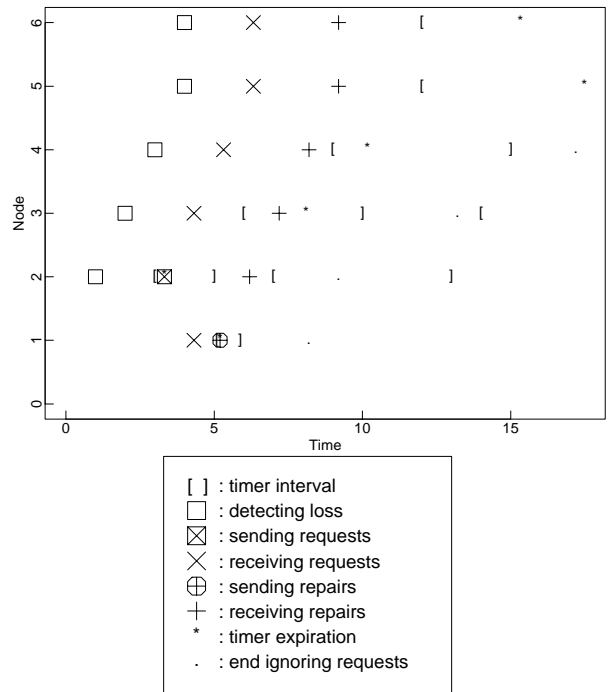 6
5
4
Node
3
2
1
0
0 5 10 15
Time
[ ] : timer interval
: detecting loss
: sending requests
: receiving requests
: sending repairs
: receiving repairs
* : timer expiration
. : end ignoring requests